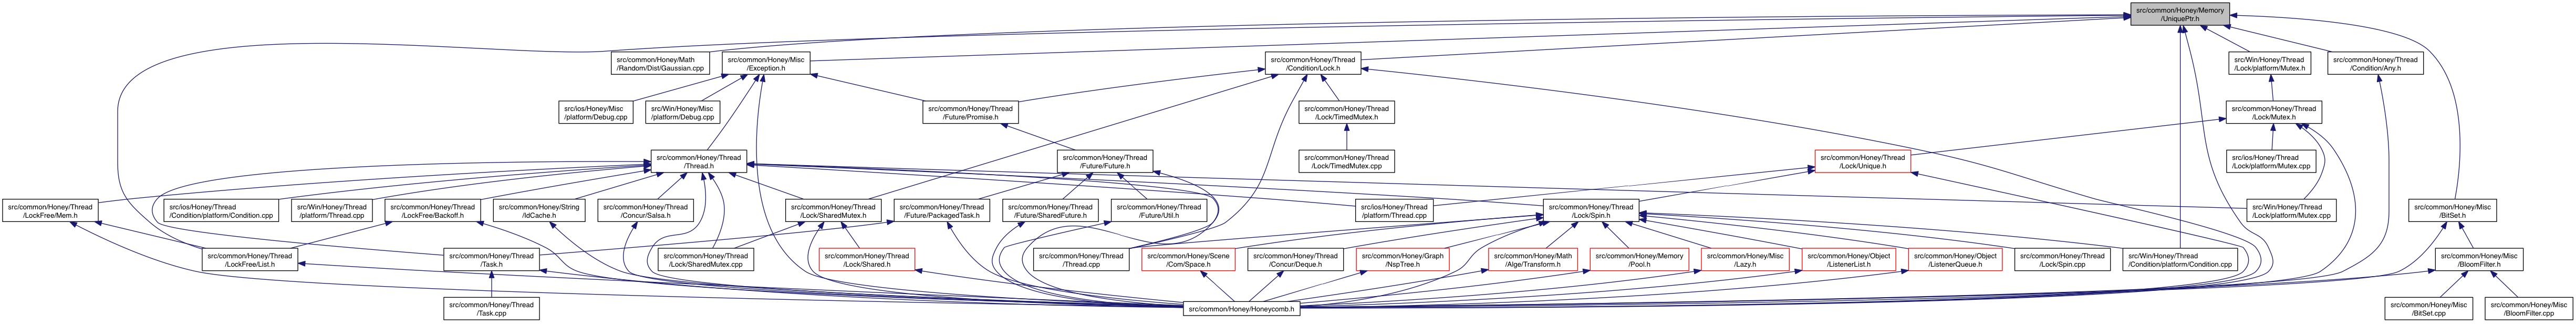 src/common/Honey/Memory
/UniquePtr.h
src/common/Honey/Math
/Random/Dist/Gaussian.cpp
src/common/Honey/Misc
/Exception.h
src/common/Honey/Thread
/Condition/Lock.h
src/Win/Honey/Thread
/Lock/platform/Mutex.h
src/common/Honey/Thread
/Condition/Any.h
src/ios/Honey/Misc
/platform/Debug.cpp
src/Win/Honey/Misc
/platform/Debug.cpp
src/common/Honey/Thread
/Future/Promise.h
src/common/Honey/Thread
/Lock/TimedMutex.h
src/common/Honey/Thread
/Lock/Mutex.h
src/common/Honey/Thread
/Thread.h
src/common/Honey/Thread
/Future/Future.h
src/common/Honey/Thread
/Lock/TimedMutex.cpp
src/common/Honey/Thread
/Lock/Unique.h
src/ios/Honey/Thread
/Lock/platform/Mutex.cpp
src/common/Honey/Thread
/LockFree/Mem.h
src/ios/Honey/Thread
/Condition/platform/Condition.cpp
src/Win/Honey/Thread
/platform/Thread.cpp
src/common/Honey/Thread
/LockFree/Backoff.h
src/common/Honey/String
/IdCache.h
src/common/Honey/Thread
/Concur/Salsa.h
src/common/Honey/Thread
/Lock/SharedMutex.h
src/common/Honey/Thread
/Future/PackagedTask.h
src/common/Honey/Thread
/Future/SharedFuture.h
src/common/Honey/Thread
/Future/Util.h
src/ios/Honey/Thread
/platform/Thread.cpp
src/common/Honey/Thread
/Lock/Spin.h
src/Win/Honey/Thread
/Lock/platform/Mutex.cpp
src/common/Honey/Misc
/BitSet.h
src/common/Honey/Thread
/LockFree/List.h
src/common/Honey/Thread
/Task.h
src/common/Honey/Thread
/Lock/SharedMutex.cpp
src/common/Honey/Thread
/Lock/Shared.h
src/common/Honey/Thread
/Thread.cpp
src/common/Honey/Scene
/Com/Space.h
src/common/Honey/Thread
/Concur/Deque.h
src/common/Honey/Graph
/NspTree.h
src/common/Honey/Math
/Alge/Transform.h
src/common/Honey/Memory
/Pool.h
src/common/Honey/Misc
/Lazy.h
src/common/Honey/Object
/ListenerList.h
src/common/Honey/Object
/ListenerQueue.h
src/common/Honey/Thread
/Lock/Spin.cpp
src/Win/Honey/Thread
/Condition/platform/Condition.cpp
src/common/Honey/Misc
/BloomFilter.h
src/common/Honey/Thread
/Task.cpp
src/common/Honey/Honeycomb.h
src/common/Honey/Misc
/BitSet.cpp
src/common/Honey/Misc
/BloomFilter.cpp